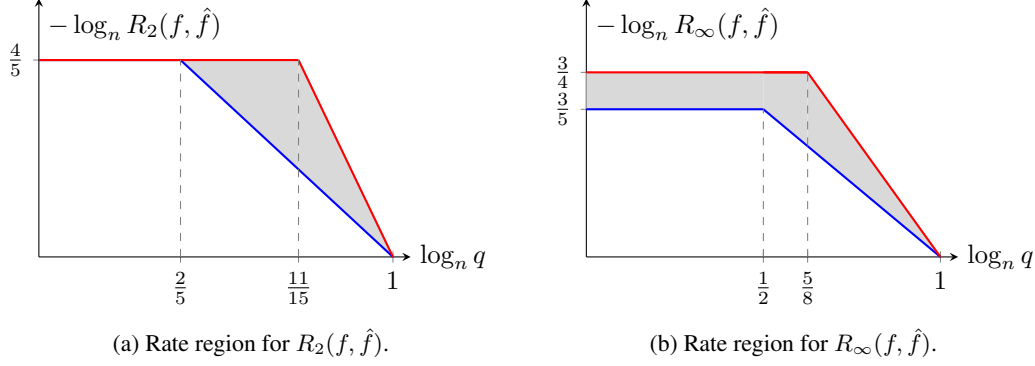 − log_n R_2(f, f̂)
4/5
log_n q
2/5
11/15
1
(a) Rate region for R_2(f, f̂).
− log_n R_∞(f, f̂)
3/4
3/5
log_n q
1/2
5/8
1
(b) Rate region for R_∞(f, f̂).